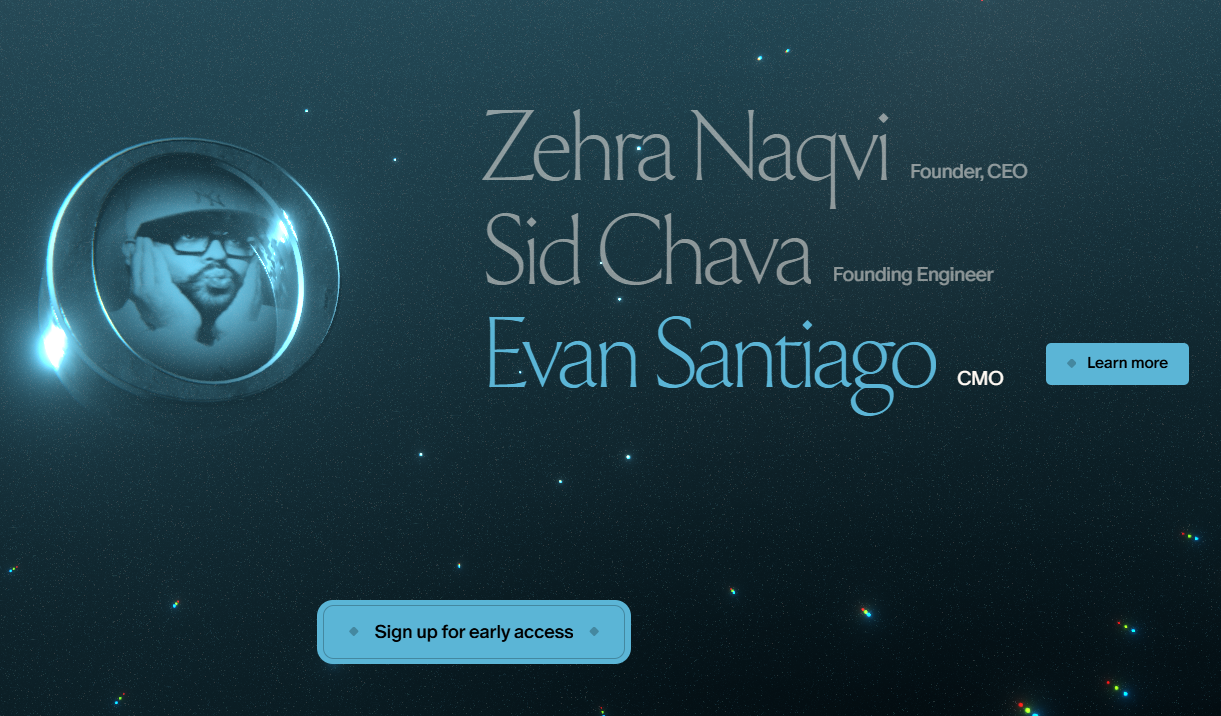 Zehra Naqvi Founder, CEO
Sid Chava Founding Engineer
Evan Santiago CMO Learn more
Sign up for early access